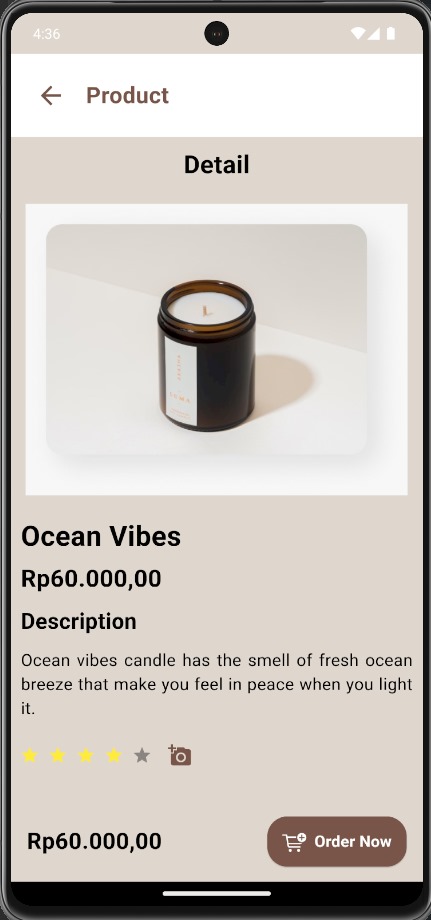 4:36
Product
Detail
Ocean Vibes
Rp60.000,00
Description
Ocean vibes candle has the smell of fresh ocean
breeze that make you feel in peace when you light
it.
Rp60.000,00
Order Now